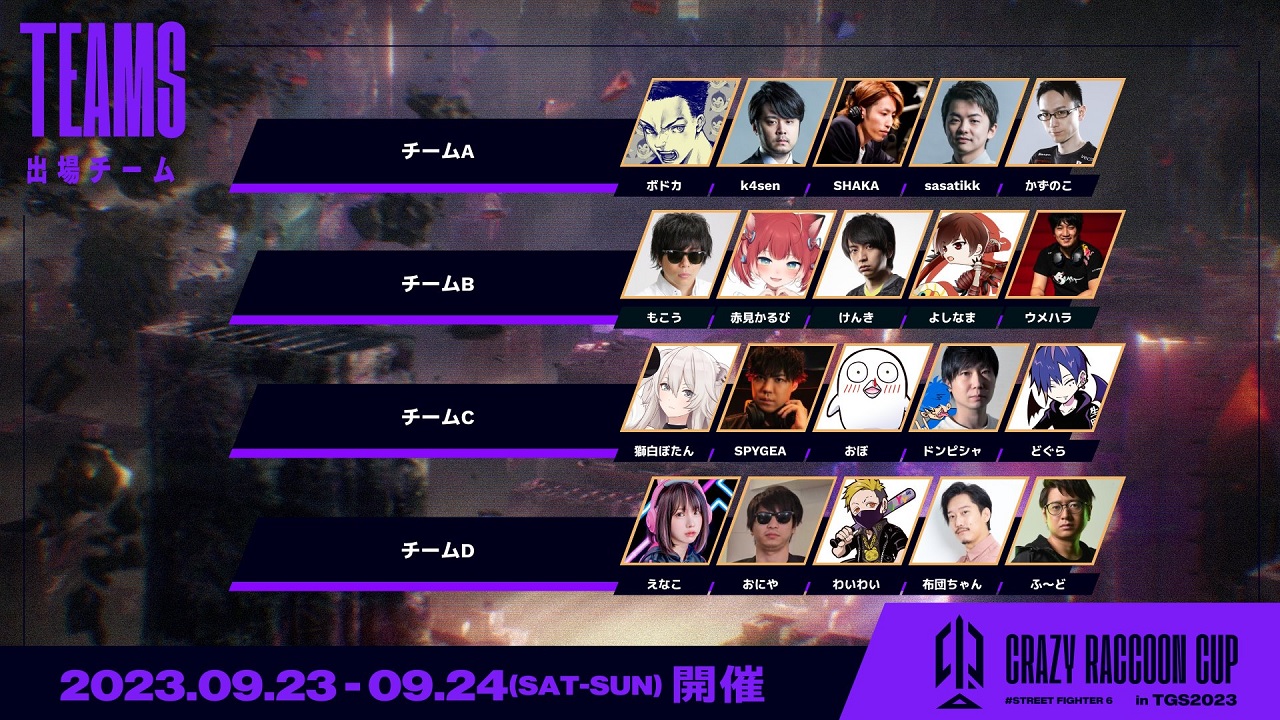 TEAMS
出場チーム
チームA
ボドカ / k4sen / SHAKA / sasatikk / かずのこ
チームB
もこう / 赤見かるび / けんき / よしなま / ウメハラ
チームC
獅白ぼたん / SPYGEA / おぼ / ドンピシャ / どぐら
チームD
えなこ / おにや / わいわい / 布団ちゃん / ふ〜ど
2023.09.23 - 09.24(SAT-SUN) 開催
CRAZY RACCOON CUP
#STREET FIGHTER 6 in TGS2023